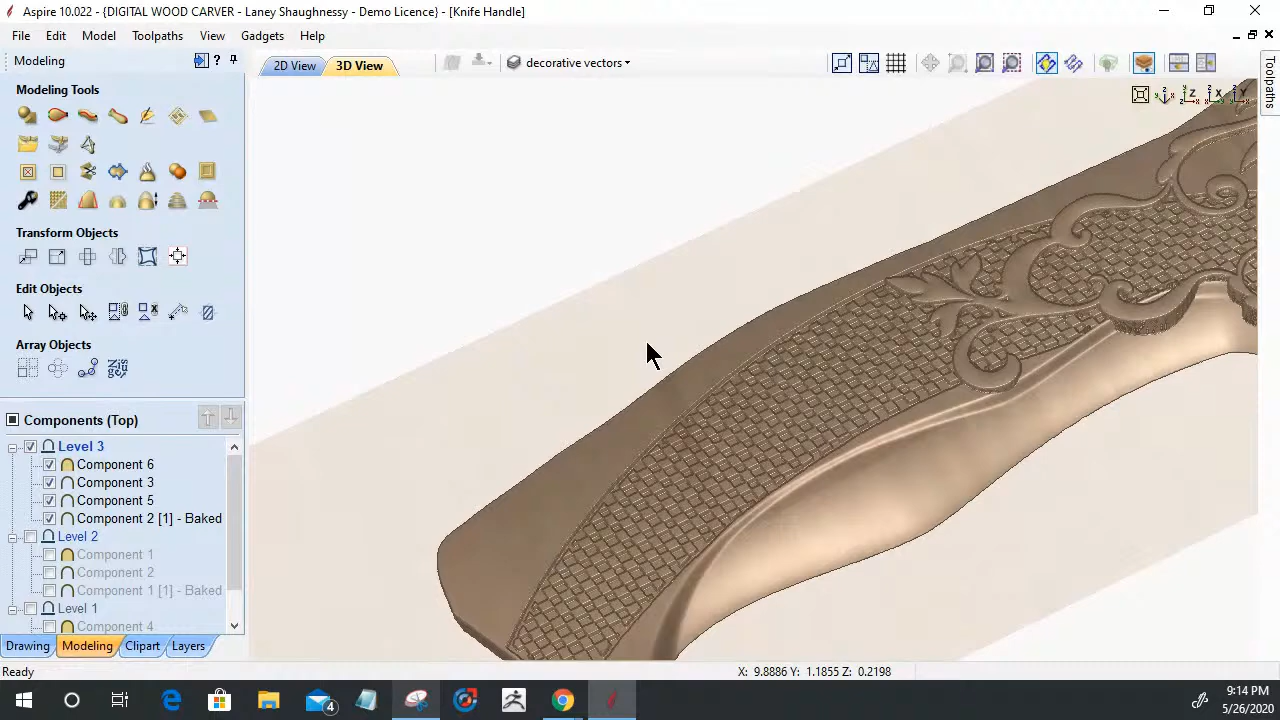 Aspire 10.022 - {DIGITAL WOOD CARVER - Laney Shaughnessy - Demo Licence} - [Knife Handle]
File Edit Model Toolpaths View Gadgets Help
Modeling
2D View 3D View decorative vectors
Toolpaths
Modeling Tools
Transform Objects
Edit Objects
Array Objects
Components (Top)
Level 3
Component 6
Component 3
Component 5
Component 2 [1] - Baked
Level 2
Component 1
Component 2
Component 1 [1] - Baked
Level 1
Component 4
Drawing Modeling Clipart Layers
Ready X: 9.8886 Y: 1.1855 Z: 0.2198
4
9:14 PM
5/26/2020